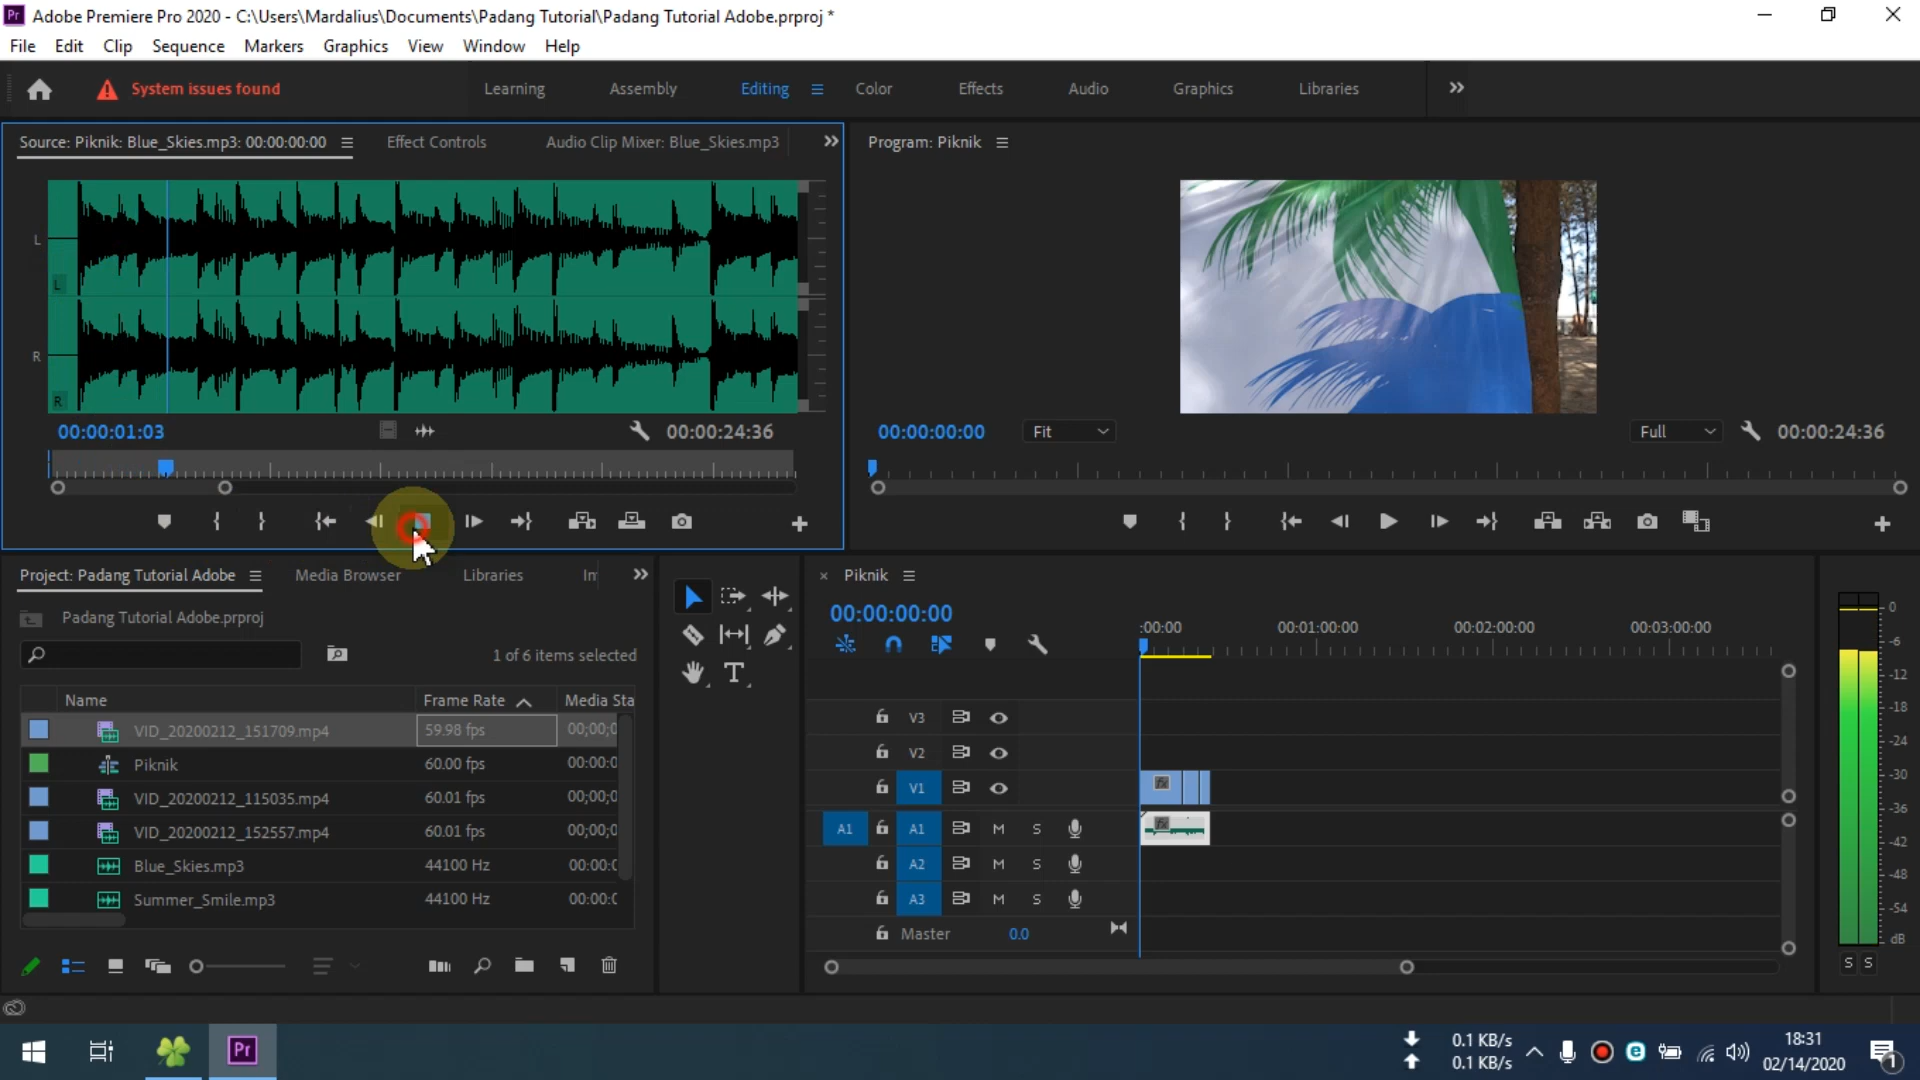 Pr Adobe Premiere Pro 2020 - C:\Users\Mardalius\Documents\Padang Tutorial\Padang Tutorial Adobe.prproj *
File Edit Clip Sequence Markers Graphics View Window Help
System issues found Learning Assembly Editing Color Effects Audio Graphics Libraries
Source: Piknik: Blue_Skies.mp3: 00:00:00:00 Effect Controls Audio Clip Mixer: Blue_Skies.mp3 Program: Piknik
L
L
R
R
00:00:01:03 00:00:24:36 00:00:00:00 Fit Full 00:00:24:36
Project: Padang Tutorial Adobe Media Browser Libraries In × Piknik
Padang Tutorial Adobe.prproj
00:00:00:00
1 of 6 items selected
:00:00 00:01:00:00 00:02:00:00 00:03:00:00
Name Frame Rate Media Sta
VID_20200212_151709.mp4 59.98 fps 00;00;0
Piknik 60.00 fps 00:00:0
VID_20200212_115035.mp4 60.01 fps 00;00;0
VID_20200212_152557.mp4 60.01 fps 00;00;0
Blue_Skies.mp3 44100 Hz 00:00:0
Summer_Smile.mp3 44100 Hz 00:00:0
T
V3
V2
V1 fx
A1 A1 M S fx
A2 M S
A3 M S
Master 0.0
0
-6
-12
-18
-24
-30
-36
-42
-48
-54
dB
S S
Pr
0.1 KB/s
0.1 KB/s
18:31
02/14/2020
1